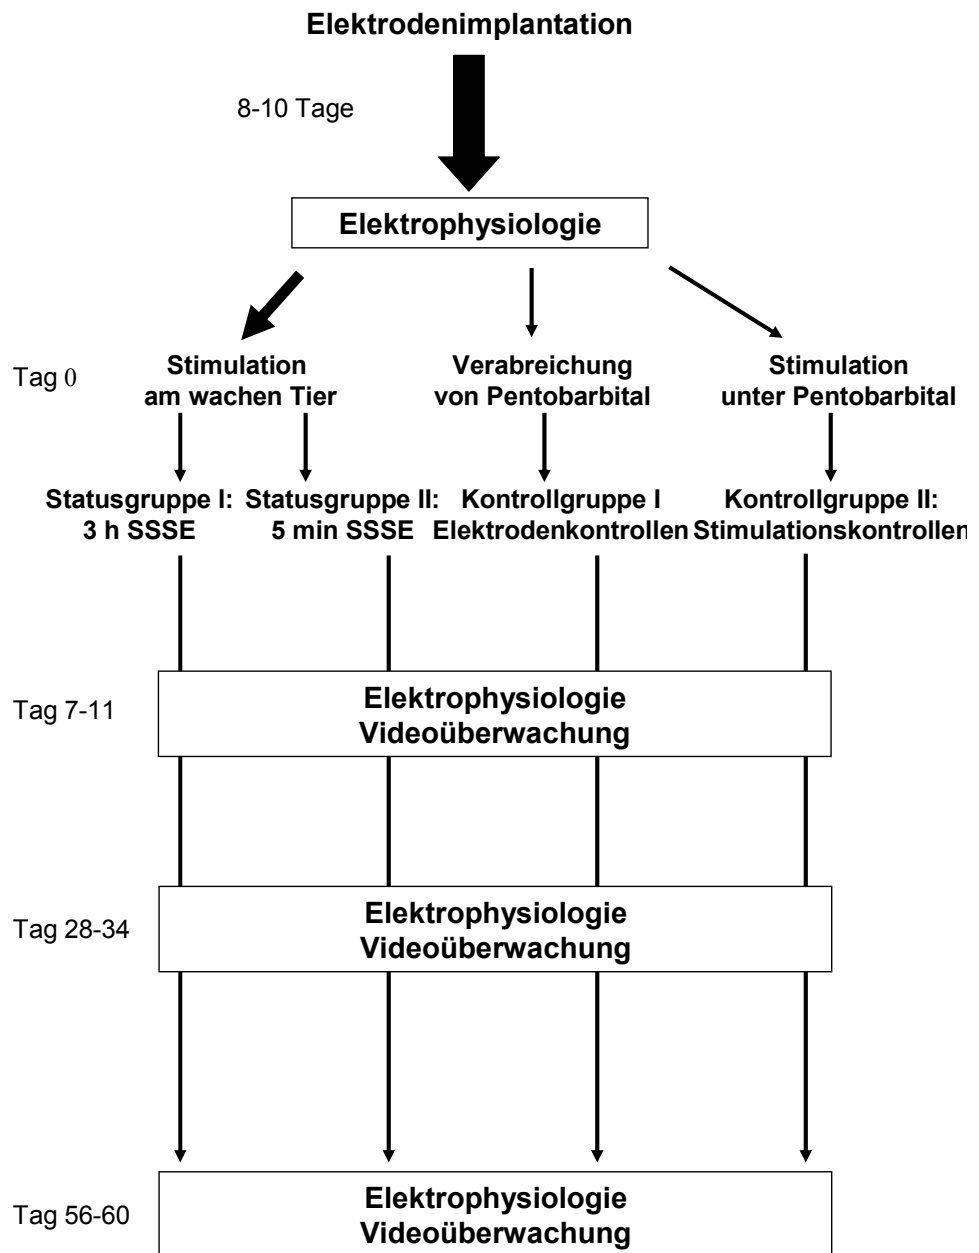 Elektrodenimplantation
8-10 Tage
Elektrophysiologie
Tag 0
Stimulation
am wachen Tier
Verabreichung
von Pentobarbital
Stimulation
unter Pentobarbital
Statusgruppe I:
3 h SSSE
Statusgruppe II:
5 min SSSE
Kontrollgruppe I
Elektrodenkontrollen
Kontrollgruppe II:
Stimulationskontrollen
Tag 7-11
Elektrophysiologie
Videoüberwachung
Tag 28-34
Elektrophysiologie
Videoüberwachung
Tag 56-60
Elektrophysiologie
Videoüberwachung